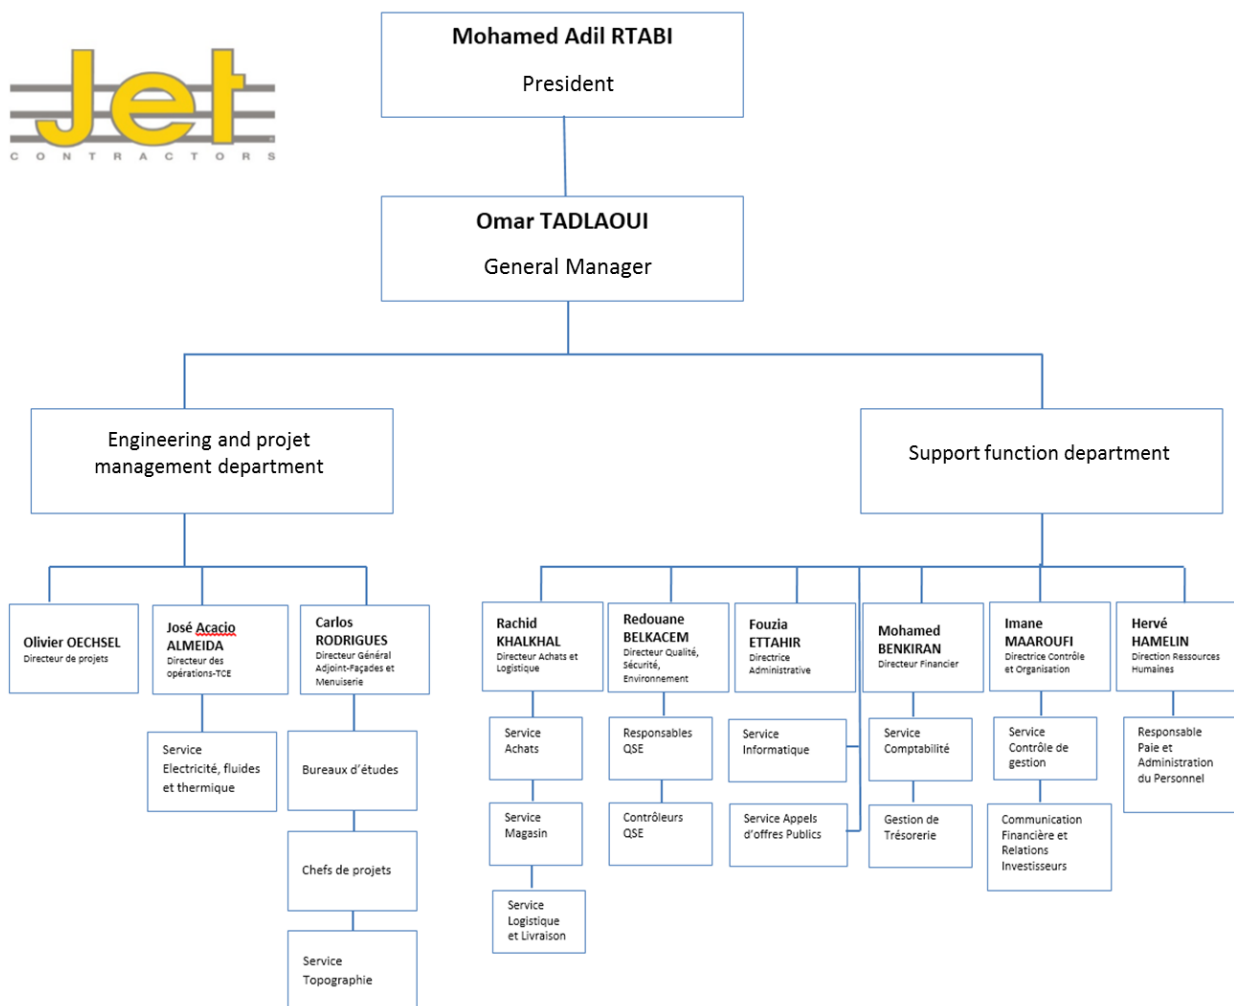 Jet
CONTRACTORS
Mohamed Adil RTABI
President
Omar TADLAOUI
General Manager
Engineering and projet
management department
Support function department
Olivier OECHSEL
Directeur de projets
José Acacio
ALMEIDA
Directeur des
opérations-TCE
Carlos
RODRIGUES
Directeur Général
Adjoint-Façades et
Menuiserie
Rachid
KHALKHAL
Directeur Achats et
Logistique
Redouane
BELKACEM
Directeur Qualité,
Sécurité,
Environnement
Fouzia
ETTAHIR
Directrice
Administrative
Mohamed
BENKIRAN
Directeur Financier
Imane
MAAROUFI
Directrice Contrôle
et Organisation
Hervé
HAMELIN
Direction Ressources
Humaines
Service
Electricité, fluides
et thermique
Bureaux d’études
Chefs de projets
Service
Topographie
Service
Achats
Service
Magasin
Service
Logistique
et Livraison
Responsables
QSE
Contrôleurs
QSE
Service
Informatique
Service Appels
d’offres Publics
Service
Comptabilité
Gestion de
Trésorerie
Service
Contrôle de
gestion
Communication
Financière et
Relations
Investisseurs
Responsable
Paie et
Administration
du Personnel